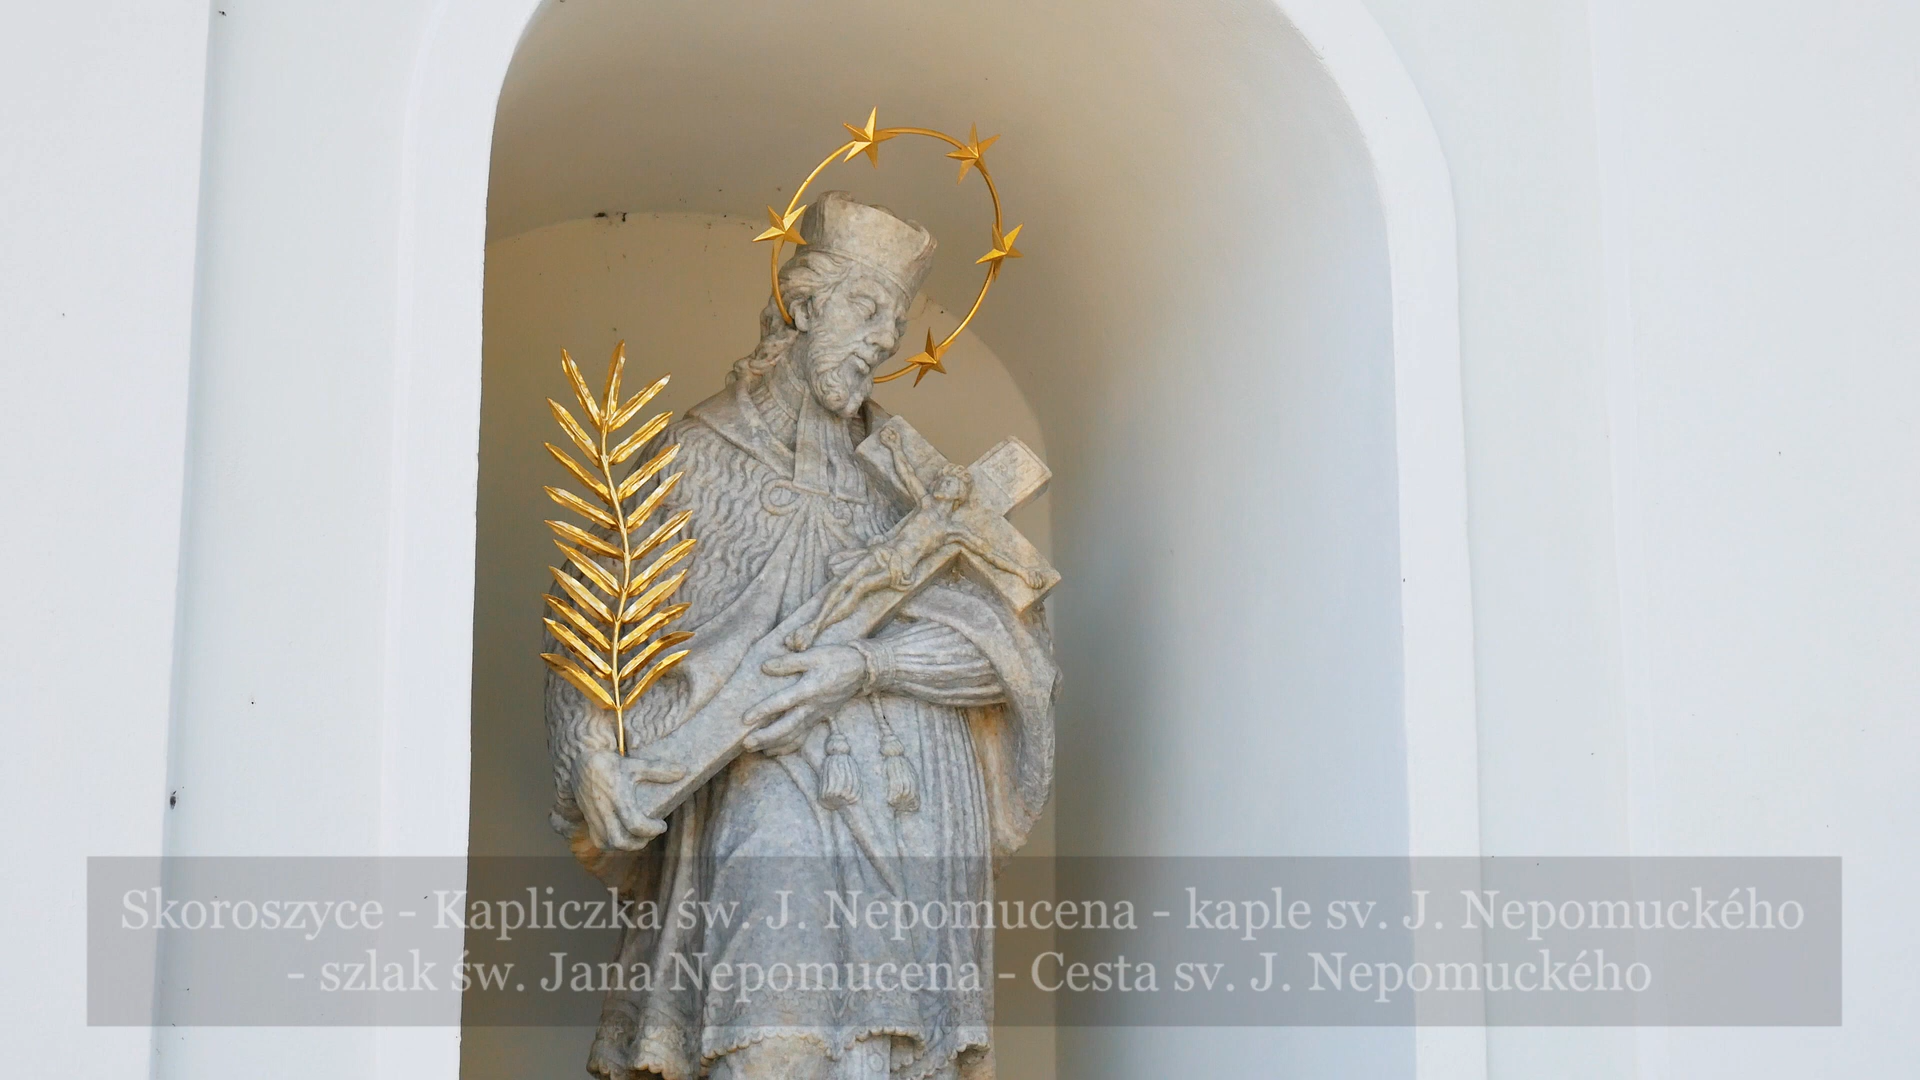 Skoroszyce - Kapliczka św. J. Nepomucena - kaple sv. J. Nepomuckého
- szlak św. Jana Nepomucena - Cesta sv. J. Nepomuckého